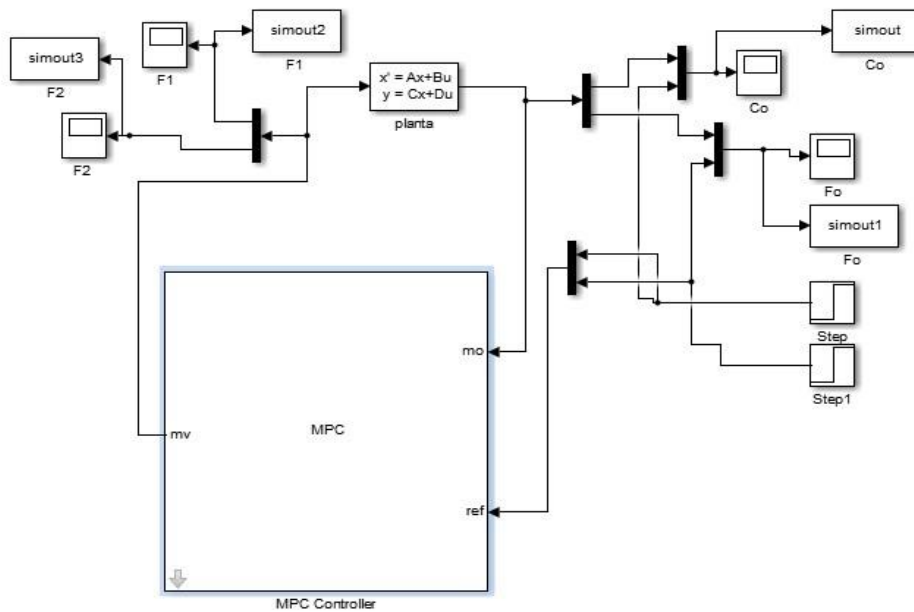 simout3
F2
F1
simout2
F1
F2
x' = Ax+Bu
y = Cx+Du
planta
simout
Co
Co
Fo
simout1
Fo
Step
Step1
mo
MPC
mv
ref
MPC Controller